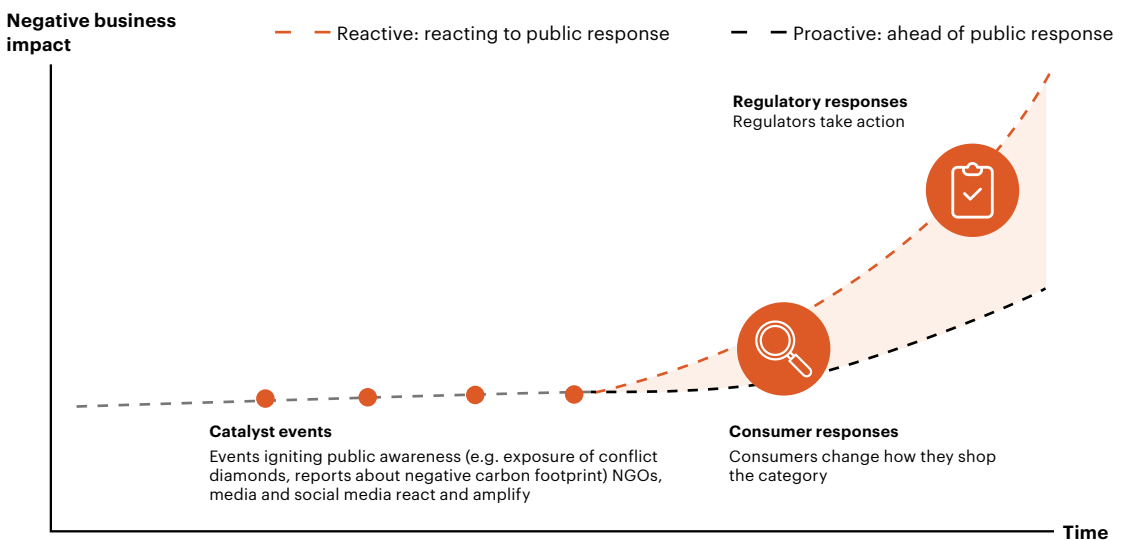 Negative business
impact
Reactive: reacting to public response
Proactive: ahead of public response
Regulatory responses
Regulators take action
Catalyst events
Events igniting public awareness (e.g. exposure of conflict
diamonds, reports about negative carbon footprint) NGOs,
media and social media react and amplify
Consumer responses
Consumers change how they shop
the category
Time